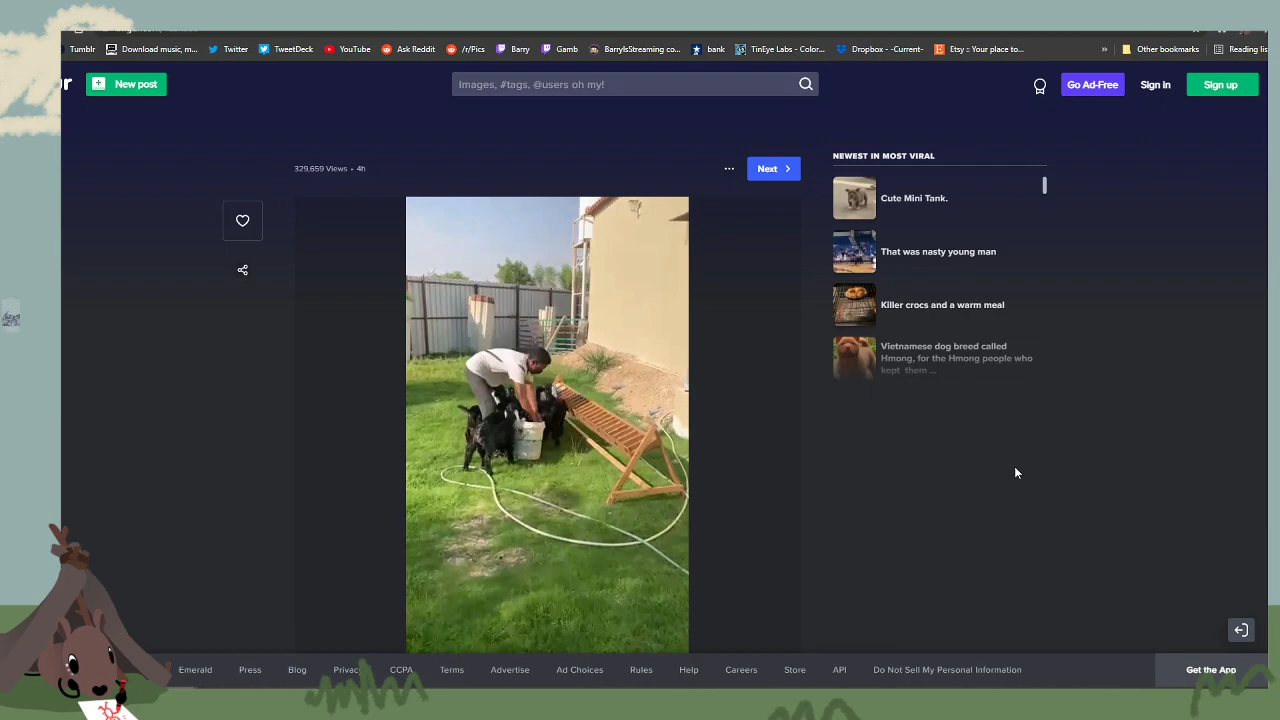 Tumblr
Download music, m...
Twitter
TweetDeck
YouTube
Ask Reddit
/r/Pics
Barry
Gamb
BarryIsStreaming co...
bank
TinEye Labs - Color...
Dropbox - -Current-
Etsy :: Your place to...
»
Other bookmarks
Reading lis
New post
Images, #tags, @users oh my!
Go Ad-Free
Sign in
Sign up
329,659 Views • 4h
Next
NEWEST IN MOST VIRAL
Cute Mini Tank.
That was nasty young man
Killer crocs and a warm meal
Vietnamese dog breed called
Hmong, for the Hmong people who
kept them ...
Emerald
Press
Blog
Privac
CCPA
Terms
Advertise
Ad Choices
Rules
Help
Careers
Store
API
Do Not Sell My Personal Information
Get the App